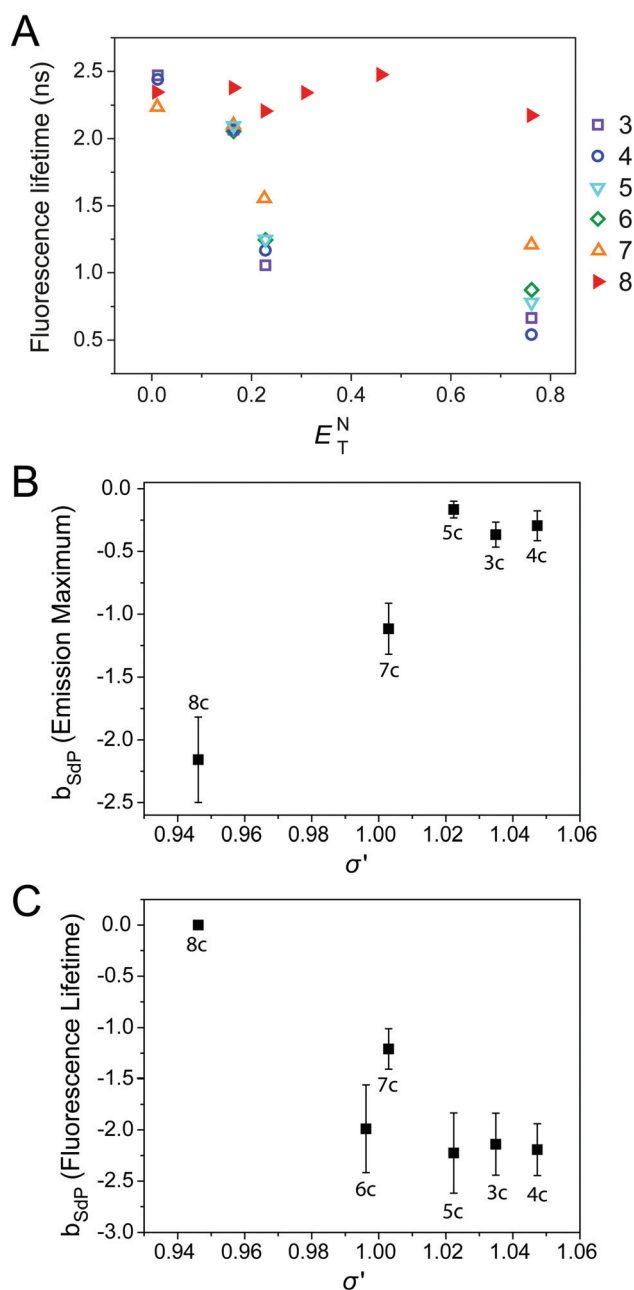 A
Fluorescence lifetime (ns)
2.5
2.0
1.5
1.0
0.5
0.0 0.2 0.4 0.6 0.8
E_T^N
3
4
5
6
7
8
B
b_SdP (Emission Maximum)
0.0
-0.5
-1.0
-1.5
-2.0
-2.5
8c
7c
5c
3c
4c
0.94 0.96 0.98 1.00 1.02 1.04 1.06
σ'
C
b_SdP (Fluorescence Lifetime)
0.0
-0.5
-1.0
-1.5
-2.0
-2.5
-3.0
8c
6c
7c
5c
3c
4c
0.94 0.96 0.98 1.00 1.02 1.04 1.06
σ'